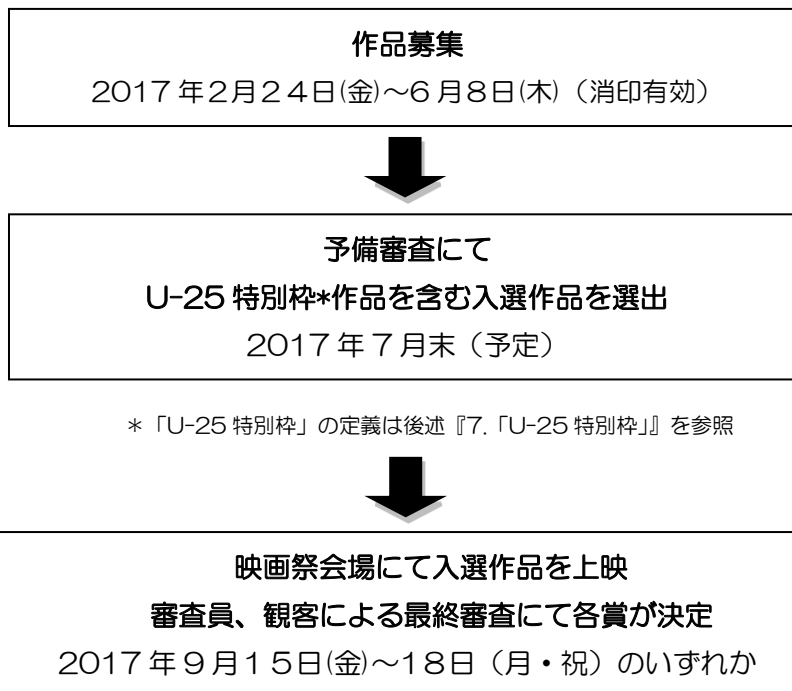 作品募集
2017年2月24日(金)～6月8日(木)（消印有効）
予備審査にて
U-25特別枠*作品を含む入選作品を選出
2017年7月末（予定）
＊「U-25特別枠」の定義は後述『7.「U-25特別枠」』を参照
映画祭会場にて入選作品を上映
審査員、観客による最終審査にて各賞が決定
2017年9月15日(金)～18日（月・祝）のいずれか